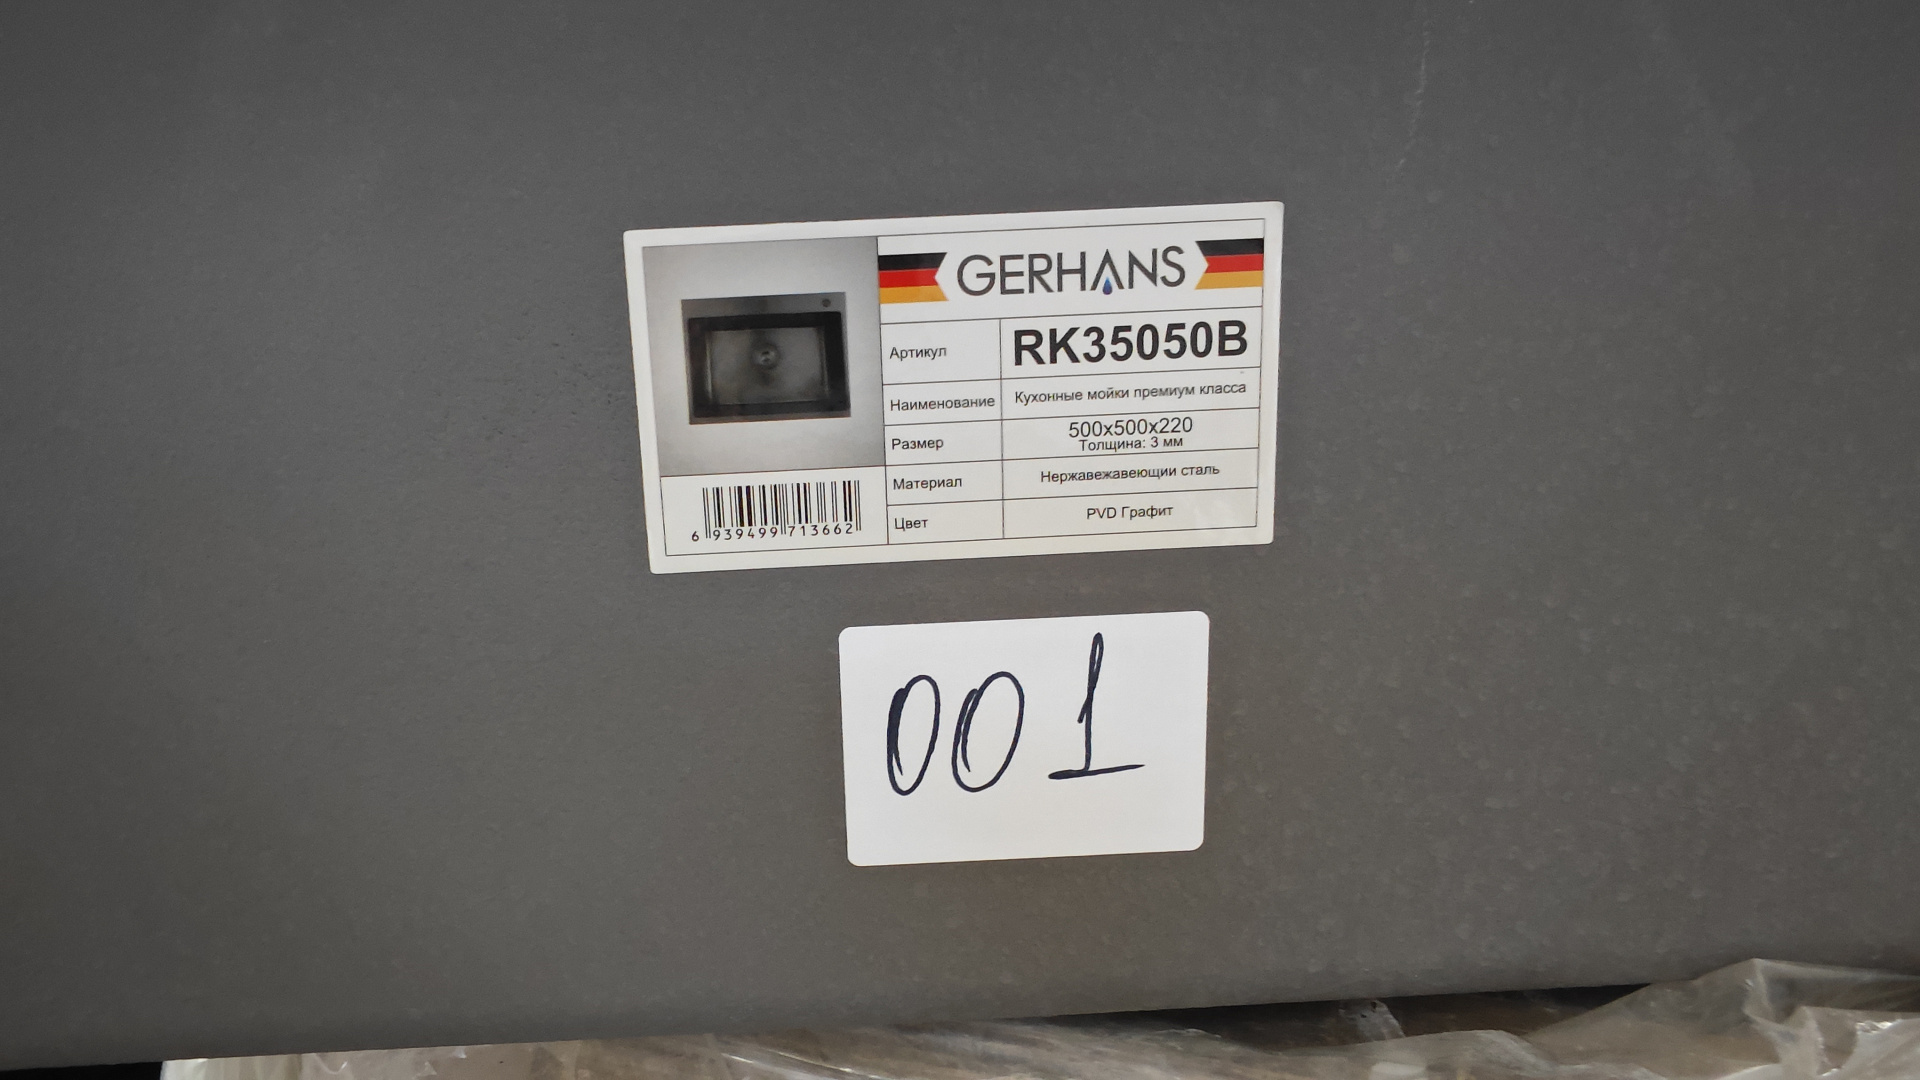 GERHANS
Артикул RK35050B
Наименование Кухонные мойки премиум класса
Размер 500x500x220
Толщина: 3 мм
Материал Нержавежавеющии сталь
Цвет PVD Графит
6 939499 713662
001